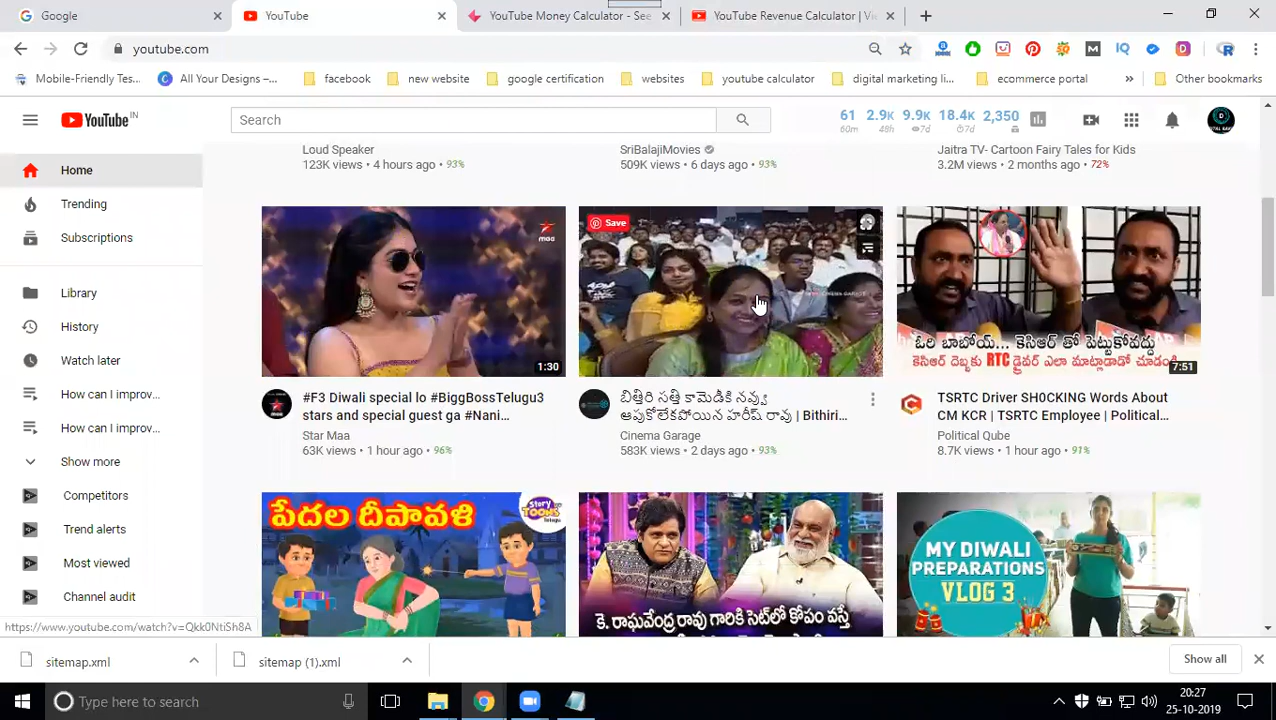 Google
YouTube
YouTube Money Calculator - See
YouTube Revenue Calculator | Vi
youtube.com
Mobile-Friendly Tes...
All Your Designs –...
facebook
new website
google certification
websites
youtube calculator
digital marketing li...
ecommerce portal
Other bookmarks
YouTube IN
Search
61 2.9K 9.9K 18.4K 2,350
60m 48h 7d 7d
Home
Trending
Subscriptions
Library
History
Watch later
How can I improv...
How can I improv...
Show more
Competitors
Trend alerts
Most viewed
Channel audit
Loud Speaker
123K views • 4 hours ago • 93%
SriBalajiMovies
509K views • 6 days ago • 93%
Jaitra TV- Cartoon Fairy Tales for Kids
3.2M views • 2 months ago • 72%
maa
1:30
Save
ఓరి బాబోయ్... కెసిఆర్ తో పెట్టుకోవద్దు
కెసిఆర్ దెబ్బకు RTC డ్రైవర్ ఎలా మాట్లాడాడో చూడండి
7:51
#F3 Diwali special lo #BiggBossTelugu3
stars and special guest ga #Nani...
Star Maa
63K views • 1 hour ago • 96%
బిత్తిరి సత్తి కామెడీకి నవ్వు
ఆపుకోలేకపోయిన హరీష్ రావు | Bithiri...
Cinema Garage
583K views • 2 days ago • 93%
TSRTC Driver SH0CKING Words About
CM KCR | TSRTC Employee | Political...
Political Qube
8.7K views • 1 hour ago • 91%
పేదల దీపావళి
Story TOONS
Telugu
కె. రాఘవేంద్ర రావు గారికి సెట్‌లో కోపం వస్తే
MY DIWALI
PREPARATIONS
VLOG 3
https://www.youtube.com/watch?v=Qkk0NtiSh8A
sitemap.xml
sitemap (1).xml
Show all
Type here to search
20:27
25-10-2019